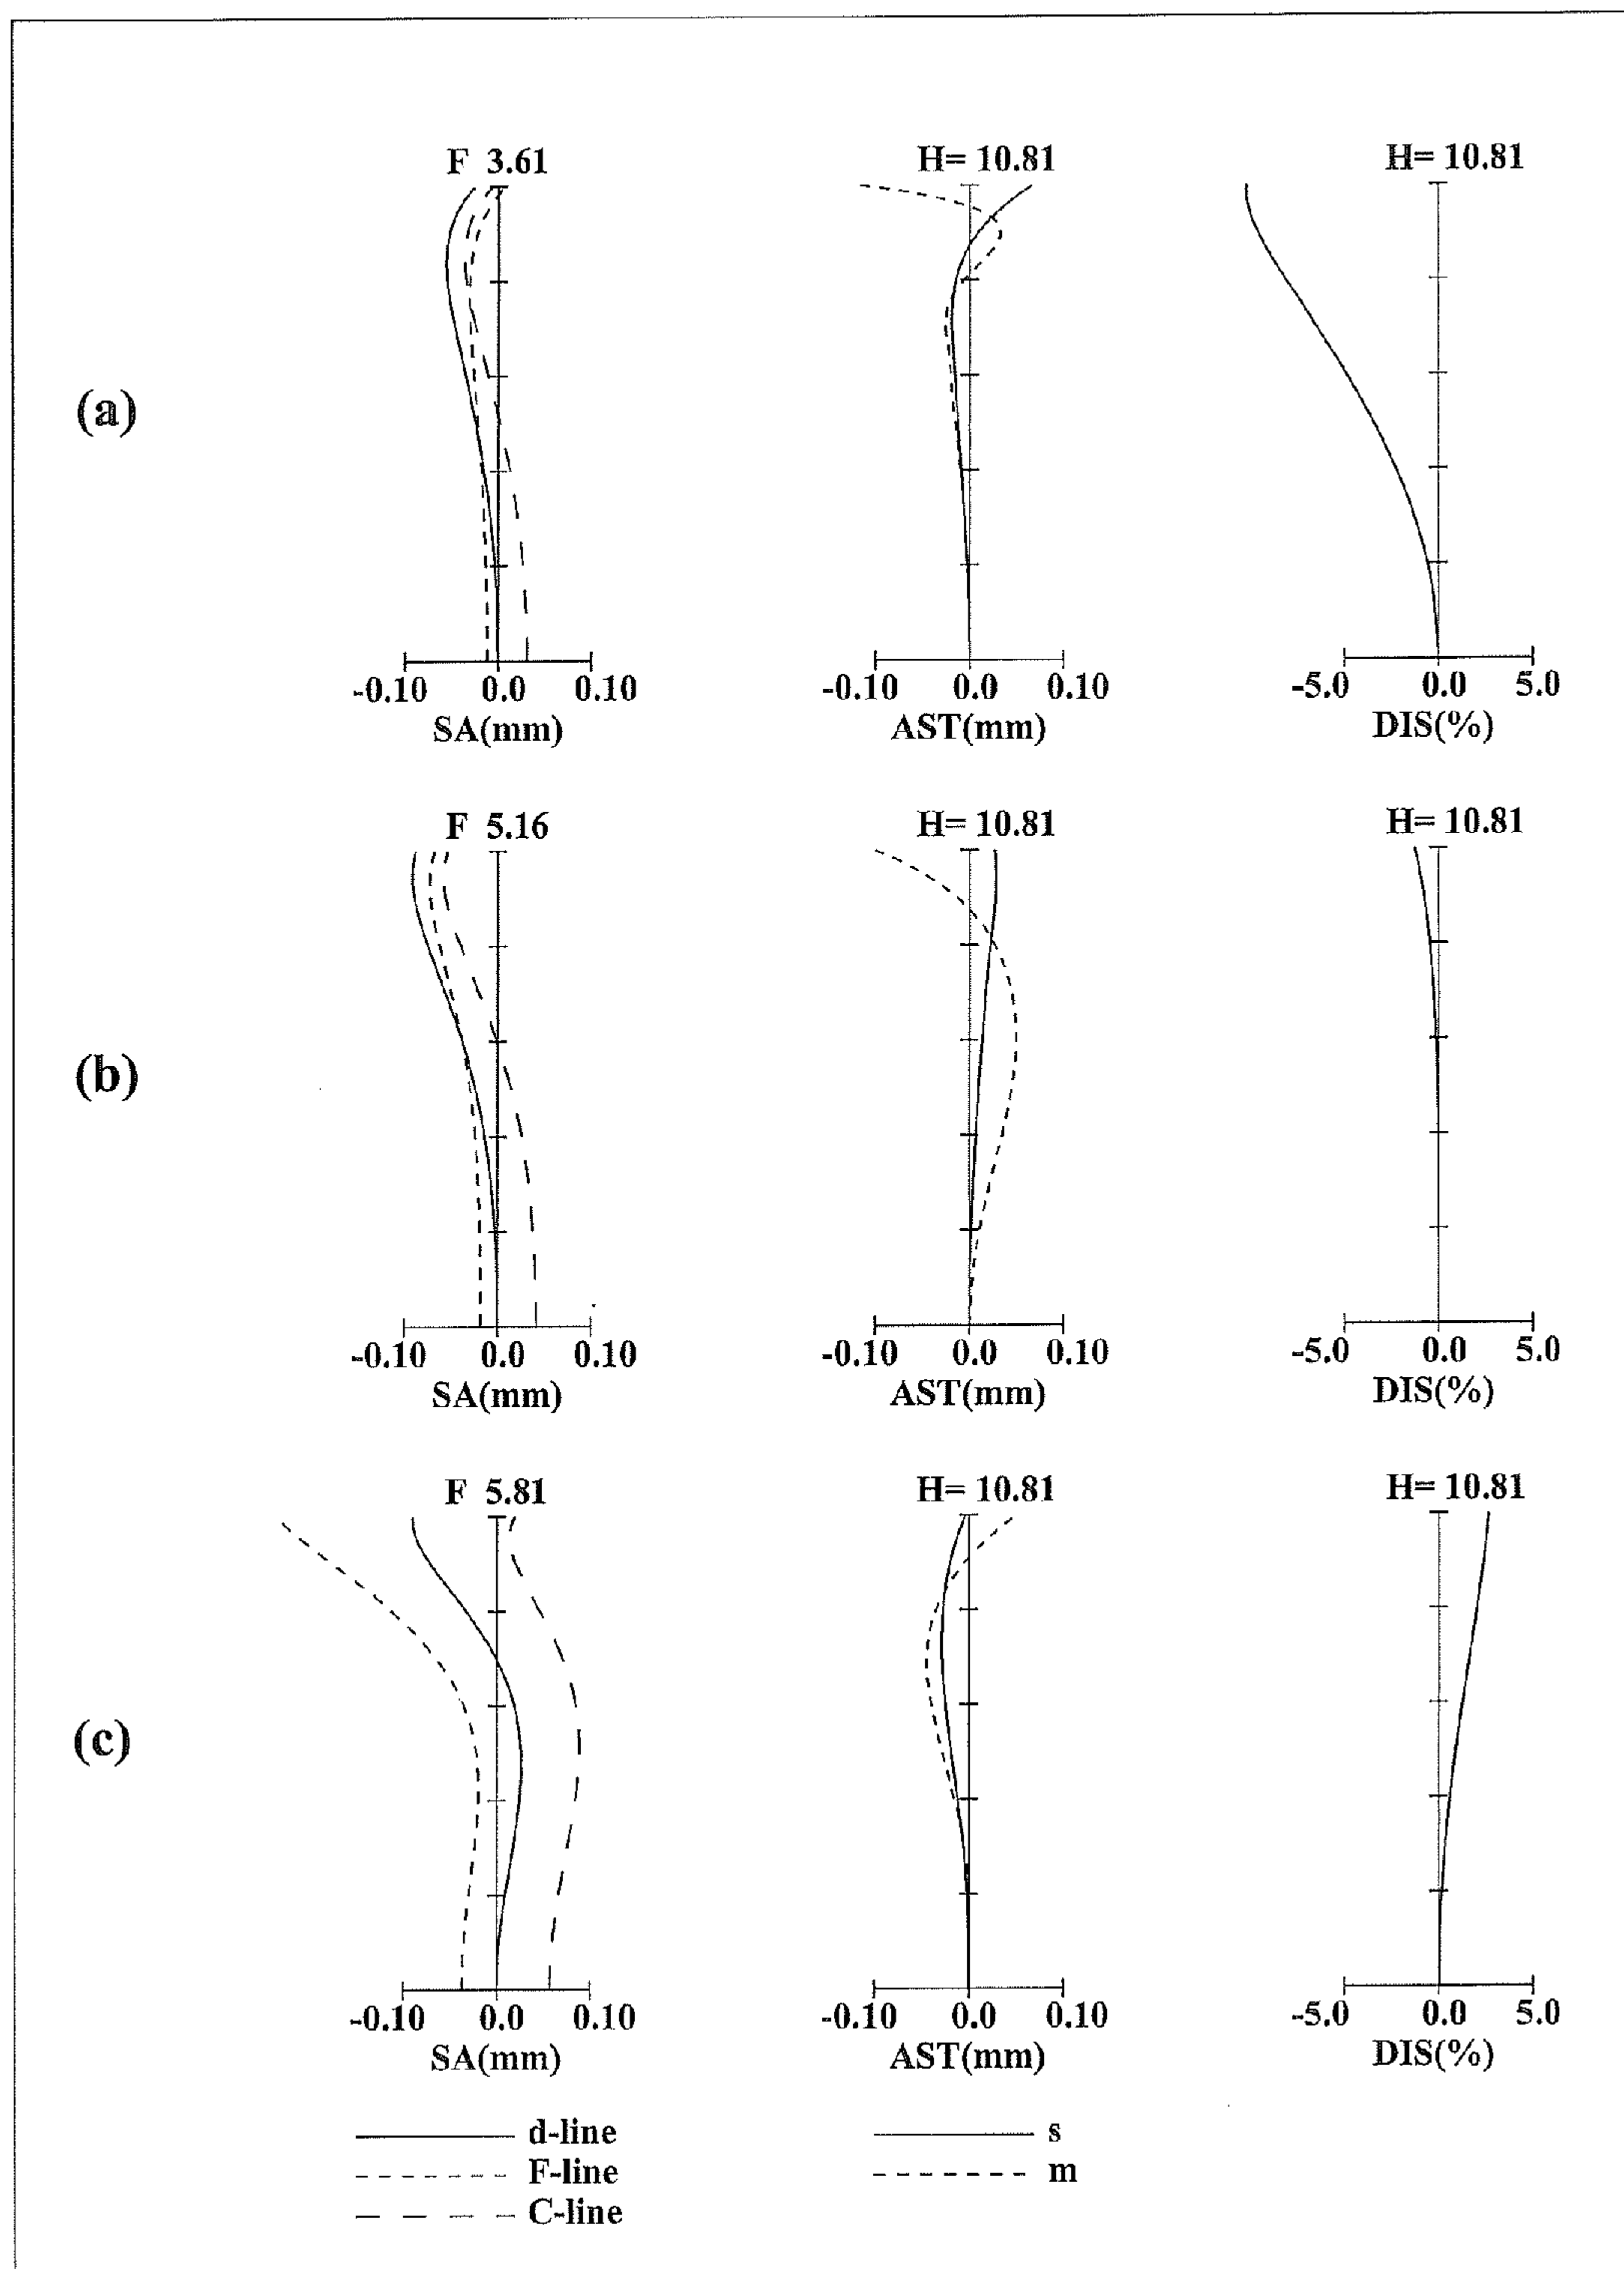 F 3.61 H= 10.81 H= 10.81
(a)
-0.10 0.0 0.10 -0.10 0.0 0.10 -5.0 0.0 5.0
SA(mm) AST(mm) DIS(%)
F 5.16 H= 10.81 H= 10.81
(b)
-0.10 0.0 0.10 -0.10 0.0 0.10 -5.0 0.0 5.0
SA(mm) AST(mm) DIS(%)
F 5.81 H= 10.81 H= 10.81
(c)
-0.10 0.0 0.10 -0.10 0.0 0.10 -5.0 0.0 5.0
SA(mm) AST(mm) DIS(%)
d-line s
F-line m
C-line